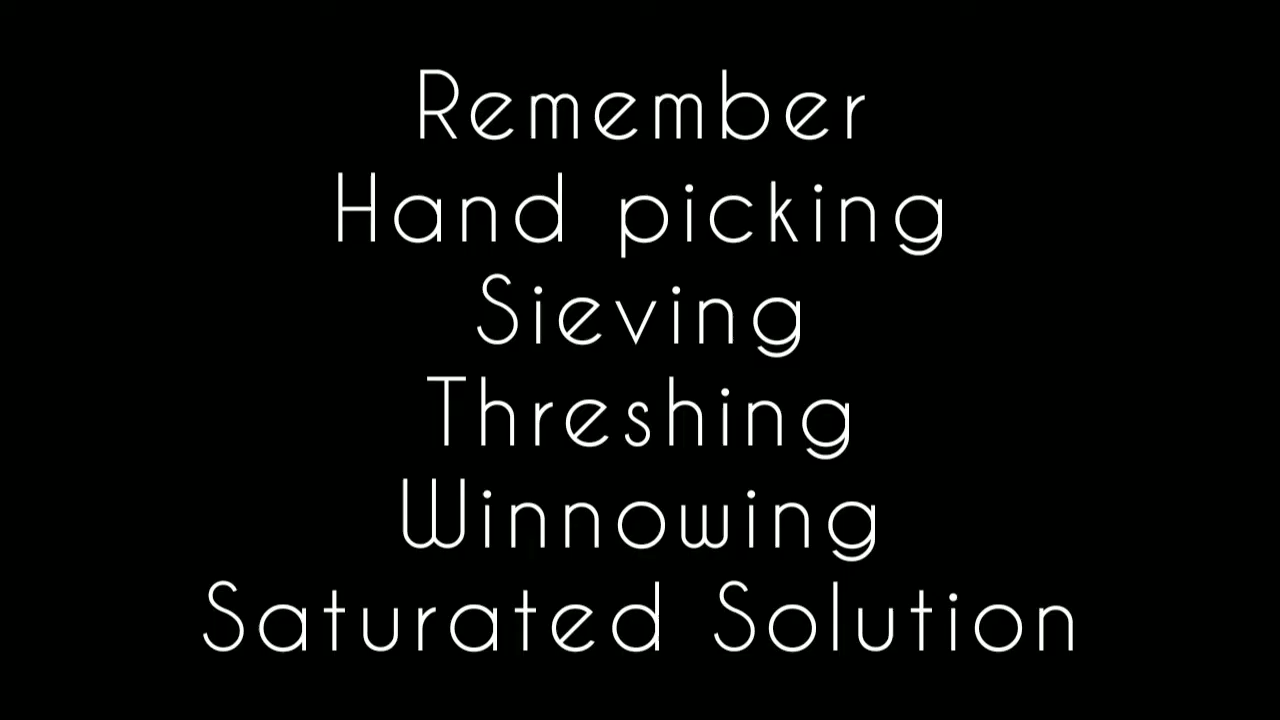 Remember
Hand picking
Sieving
Threshing
Winnowing
Saturated Solution